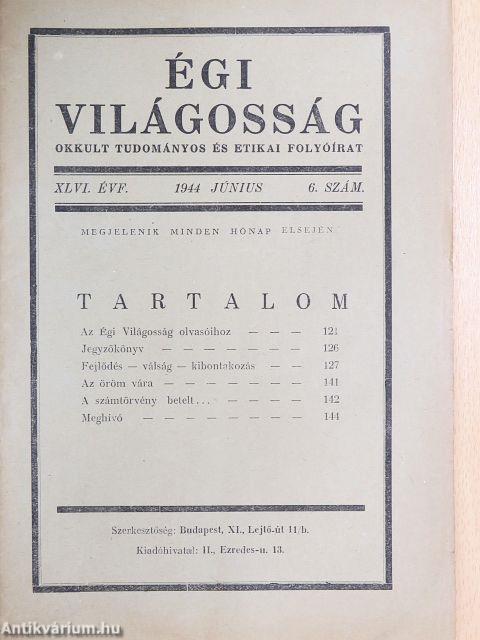 ÉGI
VILÁGOSSÁG
OKKULT TUDOMÁNYOS ÉS ETIKAI FOLYÓÍRAT
XLVI. ÉVF. 1944 JÚNIUS 6. SZÁM.
MEGJELENIK MINDEN HÓNAP ELSEJÉN
TARTALOM
Az Égi Világosság olvasóihoz — — — 121
Jegyzőkönyv — — — — — — — 126
Fejlődés — válság — kibontakozás — — 127
Az öröm vára — — — — — — — 141
A számtörvény betelt... — — — — 142
Meghívó — — — — — — — — 144
Szerkesztőség: Budapest, XI., Lejtő-út 11/b.
Kiadóhivatal: II., Ezredes-u. 13.
Antikvárium.hu